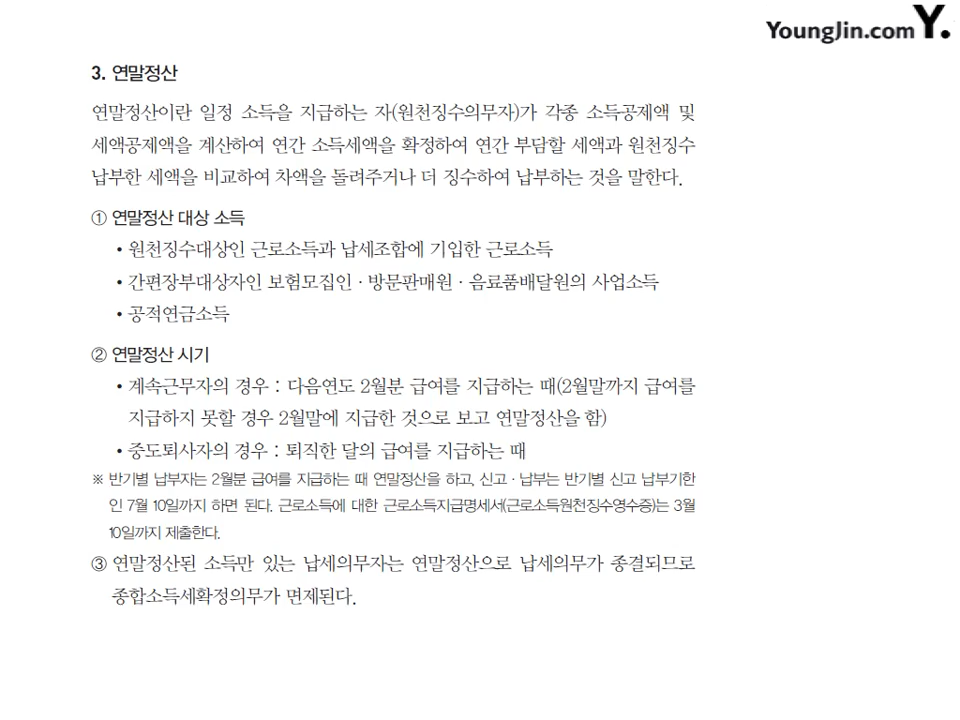 YoungJin.com Y.
3. 연말정산
연말정산이란 일정 소득을 지급하는 자(원천징수의무자)가 각종 소득공제액 및
세액공제액을 계산하여 연간 소득세액을 확정하여 연간 부담할 세액과 원천징수
납부한 세액을 비교하여 차액을 돌려주거나 더 징수하여 납부하는 것을 말한다.
① 연말정산 대상 소득
• 원천징수대상인 근로소득과 납세조합에 가입한 근로소득
• 간편장부대상자인 보험모집인 · 방문판매원 · 음료품배달원의 사업소득
• 공적연금소득
② 연말정산 시기
• 계속근무자의 경우 : 다음연도 2월분 급여를 지급하는 때(2월말까지 급여를
지급하지 못할 경우 2월말에 지급한 것으로 보고 연말정산을 함)
• 중도퇴사자의 경우 : 퇴직한 달의 급여를 지급하는 때
※ 반기별 납부자는 2월분 급여를 지급하는 때 연말정산을 하고, 신고 · 납부는 반기별 신고 납부기한
인 7월 10일까지 하면 된다. 근로소득에 대한 근로소득지급명세서(근로소득원천징수영수증)는 3월
10일까지 제출한다.
③ 연말정산된 소득만 있는 납세의무자는 연말정산으로 납세의무가 종결되므로
종합소득세확정의무가 면제된다.